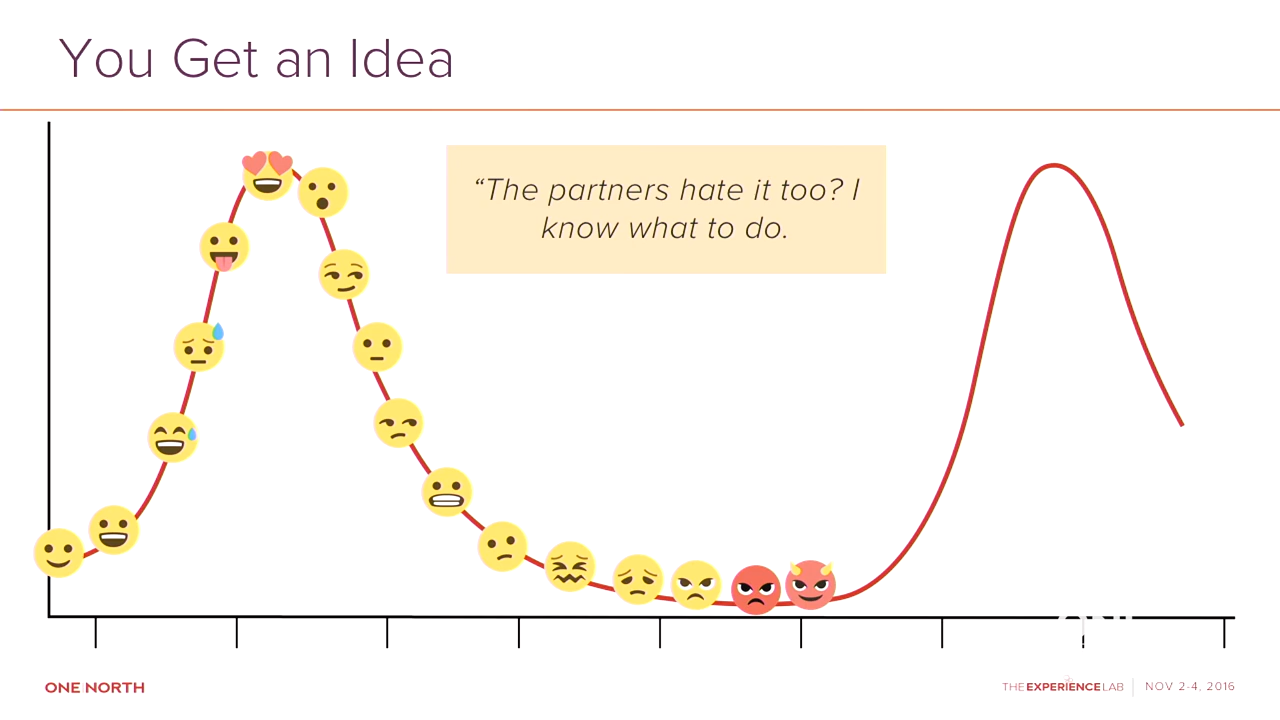 You Get an Idea
“The partners hate it too? I
know what to do.
ONE NORTH
THE EXPERIENCE LAB | NOV 2-4, 2016